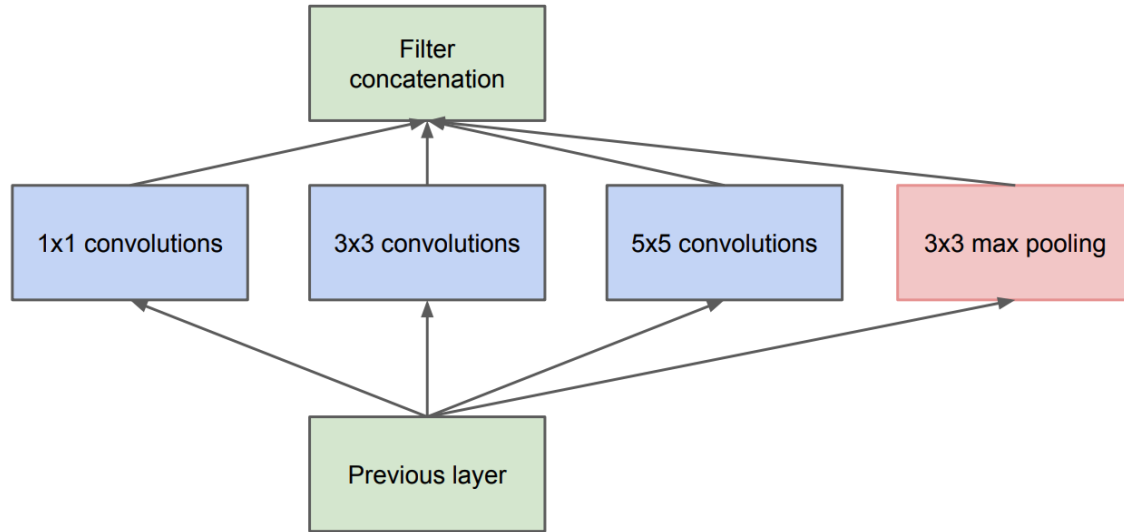 Filter
concatenation
1x1 convolutions
3x3 convolutions
5x5 convolutions
3x3 max pooling
Previous layer